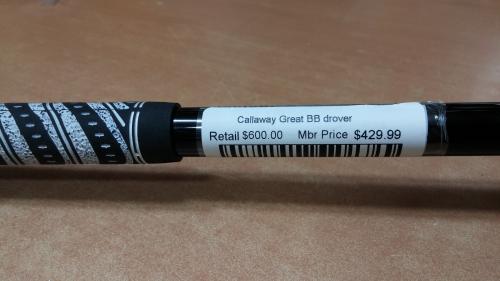 Callaway Great BB drover
Retail $600.00 Mbr Price $429.99